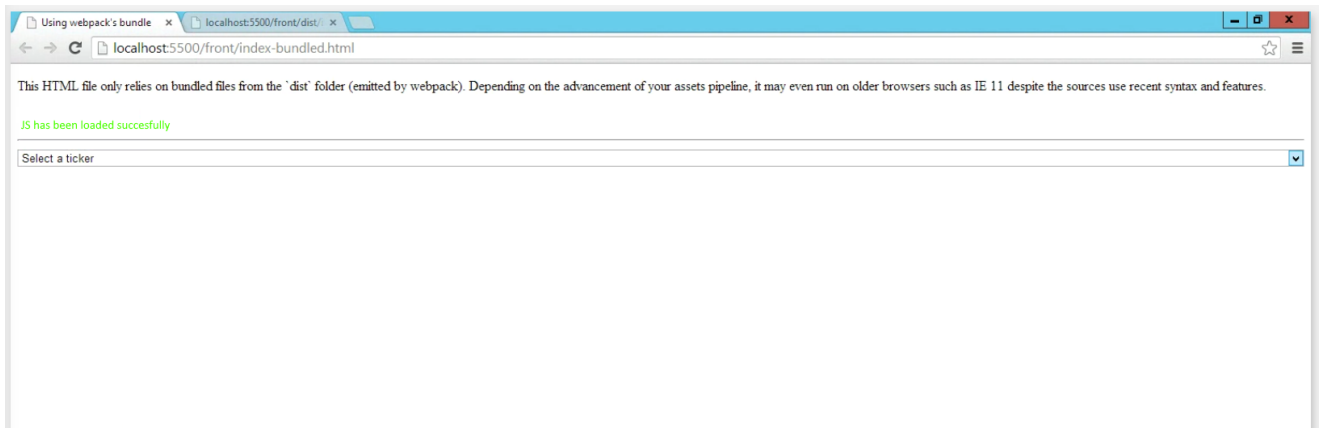 Using webpack's bundle
localhost:5500/front/dist/
localhost:5500/front/index-bundled.html
This HTML file only relies on bundled files from the `dist` folder (emitted by webpack). Depending on the advancement of your assets pipeline, it may even run on older browsers such as IE 11 despite the sources use recent syntax and features.
JS has been loaded succesfully
Select a ticker